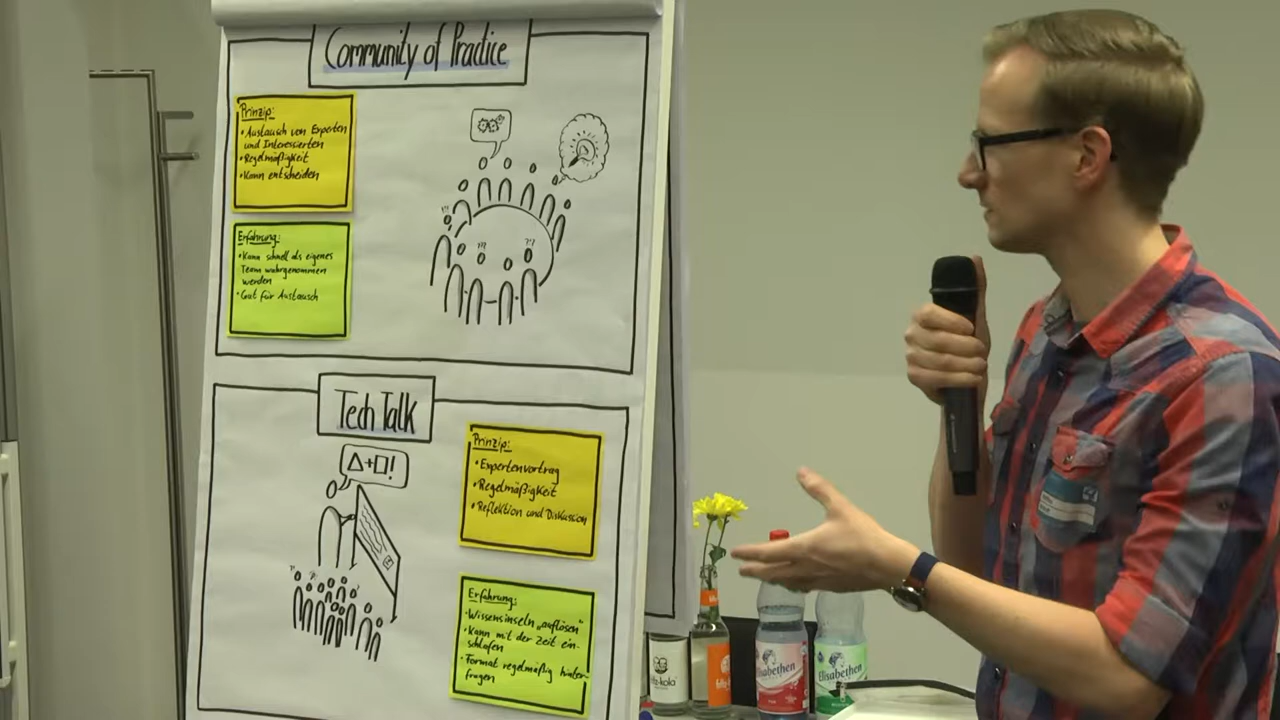 Community of Practice
Prinzip:
• Austausch von Experten
und Interessierten
• Regelmäßigkeit
• Kann entscheiden
Erfahrung:
• Kann schnell als eigenes
Team wahrgenommen
werden
• Gut für Austausch
!?!
???
?!?
Tech Talk
Δ+□!
Prinzip:
• Expertenvortrag
• Regelmäßigkeit
• Reflektion und Diskussion
Erfahrung:
• Wissensinseln „auflösen"
• Kann mit der Zeit ein-
schlafen
• Format regelmäßig hinter-
fragen
fritz-kola
Elisabethen
Elisabethen